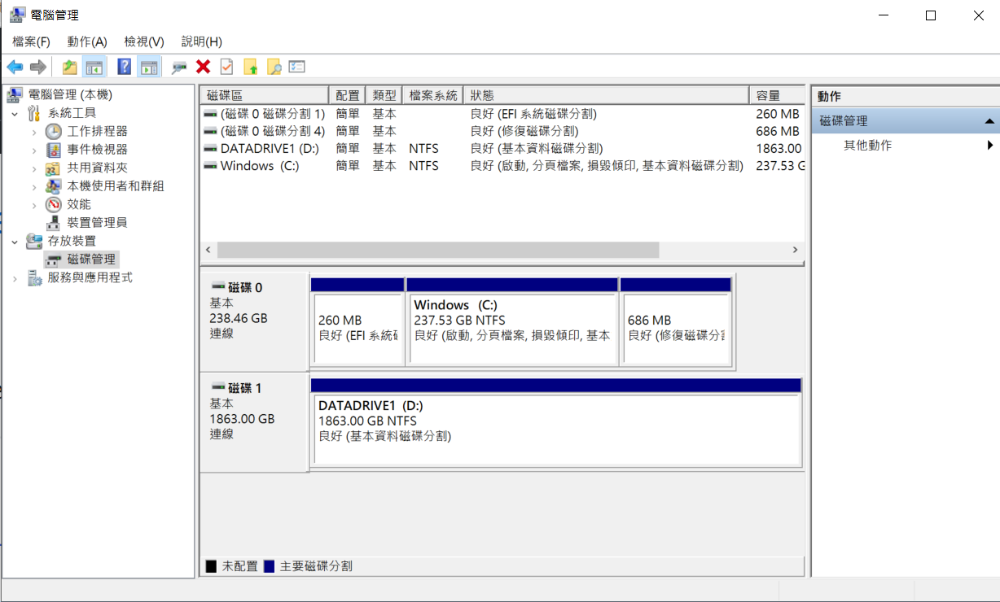 電腦管理
檔案(F) 動作(A) 檢視(V) 說明(H)
電腦管理 (本機)
系統工具
工作排程器
事件檢視器
共用資料夾
本機使用者和群組
效能
裝置管理員
存放裝置
磁碟管理
服務與應用程式
磁碟區 配置 類型 檔案系統 狀態 容量
(磁碟 0 磁碟分割 1) 簡單 基本 良好 (EFI 系統磁碟分割) 260 MB
(磁碟 0 磁碟分割 4) 簡單 基本 良好 (修復磁碟分割) 686 MB
DATADRIVE1 (D:) 簡單 基本 NTFS 良好 (基本資料磁碟分割) 1863.00
Windows (C:) 簡單 基本 NTFS 良好 (啟動, 分頁檔案, 損毀傾印, 基本資料磁碟分割) 237.53 G
磁碟 0
基本
238.46 GB
連線
260 MB
良好 (EFI 系統
Windows (C:)
237.53 GB NTFS
良好 (啟動, 分頁檔案, 損毀傾印, 基本
686 MB
良好 (修復磁碟分
磁碟 1
基本
1863.00 GB
連線
DATADRIVE1 (D:)
1863.00 GB NTFS
良好 (基本資料磁碟分割)
未配置 主要磁碟分割
動作
磁碟管理
其他動作